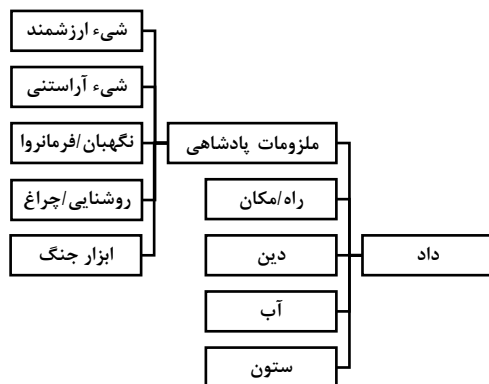 داد
ملزومات پادشاهی
راه/مکان
دین
آب
ستون
شیء ارزشمند
شیء آراستنی
نگهبان/فرمانروا
روشنایی/چراغ
ابزار جنگ